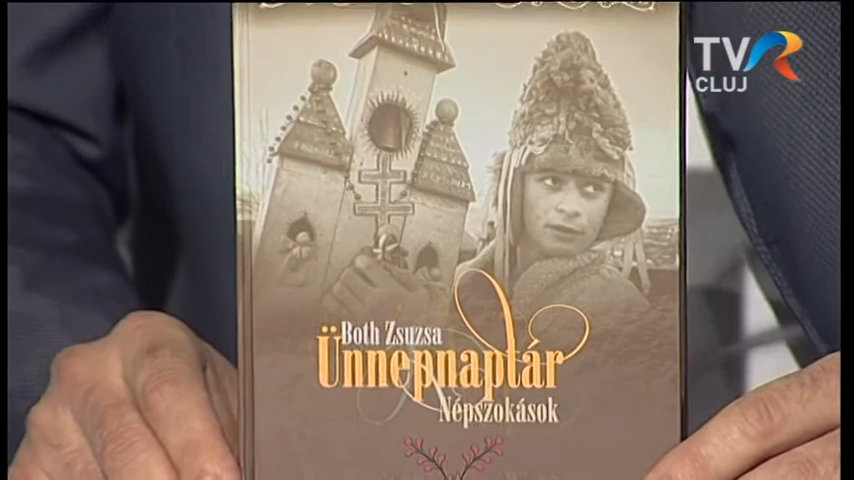 TVR
CLUJ
Both Zsuzsa
Ünnepnaptár
Népszokások